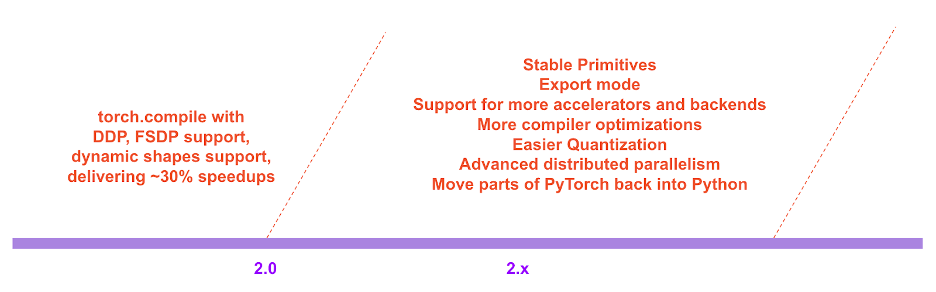 torch.compile with
DDP, FSDP support,
dynamic shapes support,
delivering ~30% speedups
Stable Primitives
Export mode
Support for more accelerators and backends
More compiler optimizations
Easier Quantization
Advanced distributed parallelism
Move parts of PyTorch back into Python
2.0
2.x